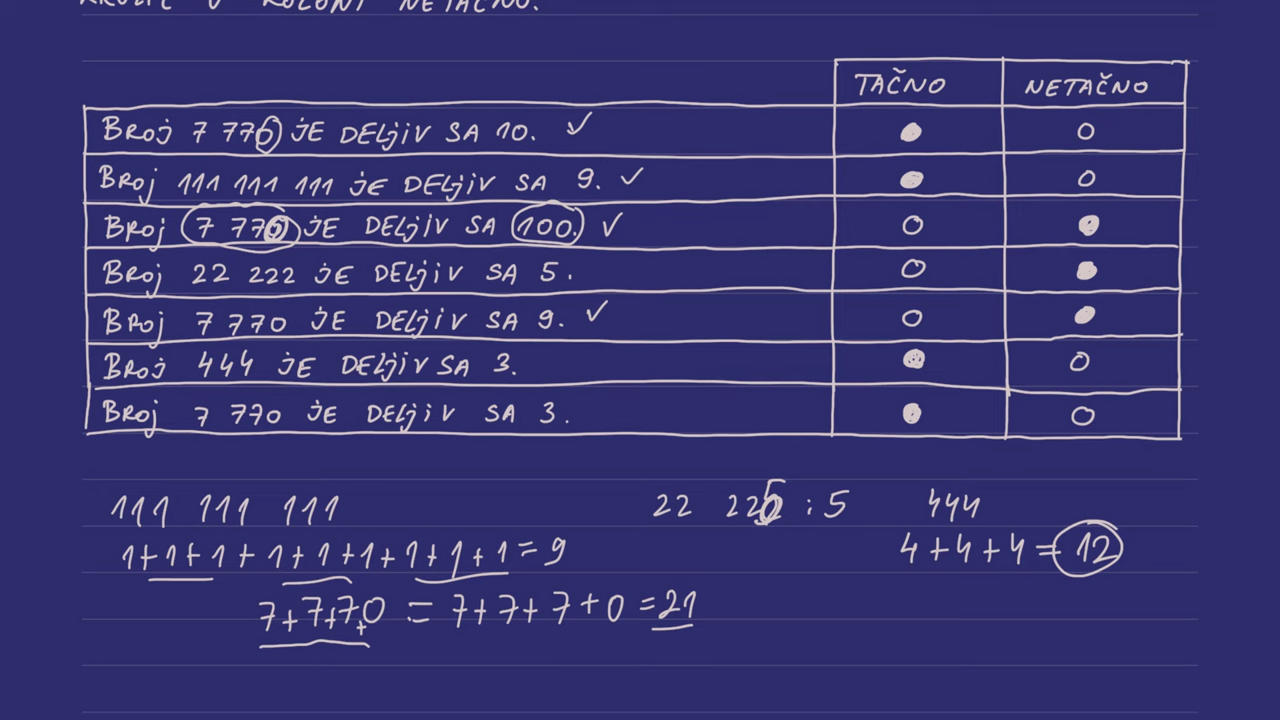 KRUŽIĆ U KOLONI NETAČNO.
TAČNO NETAČNO
BROJ 7 770 JE DELJIV SA 10. ✓
BROJ 111 111 111 JE DELJIV SA 9. ✓
BROJ 7 770 JE DELJIV SA 100. ✓
BROJ 22 222 JE DELJIV SA 5.
BROJ 7 770 JE DELJIV SA 9. ✓
BROJ 444 JE DELJIV SA 3.
BROJ 7 770 JE DELJIV SA 3.
111 111 111 22 22 : 5 444
1+1+1+1+1+1+1+1+1=9 4+4+4=12
7+7+7+0 = 7+7+7+0=21